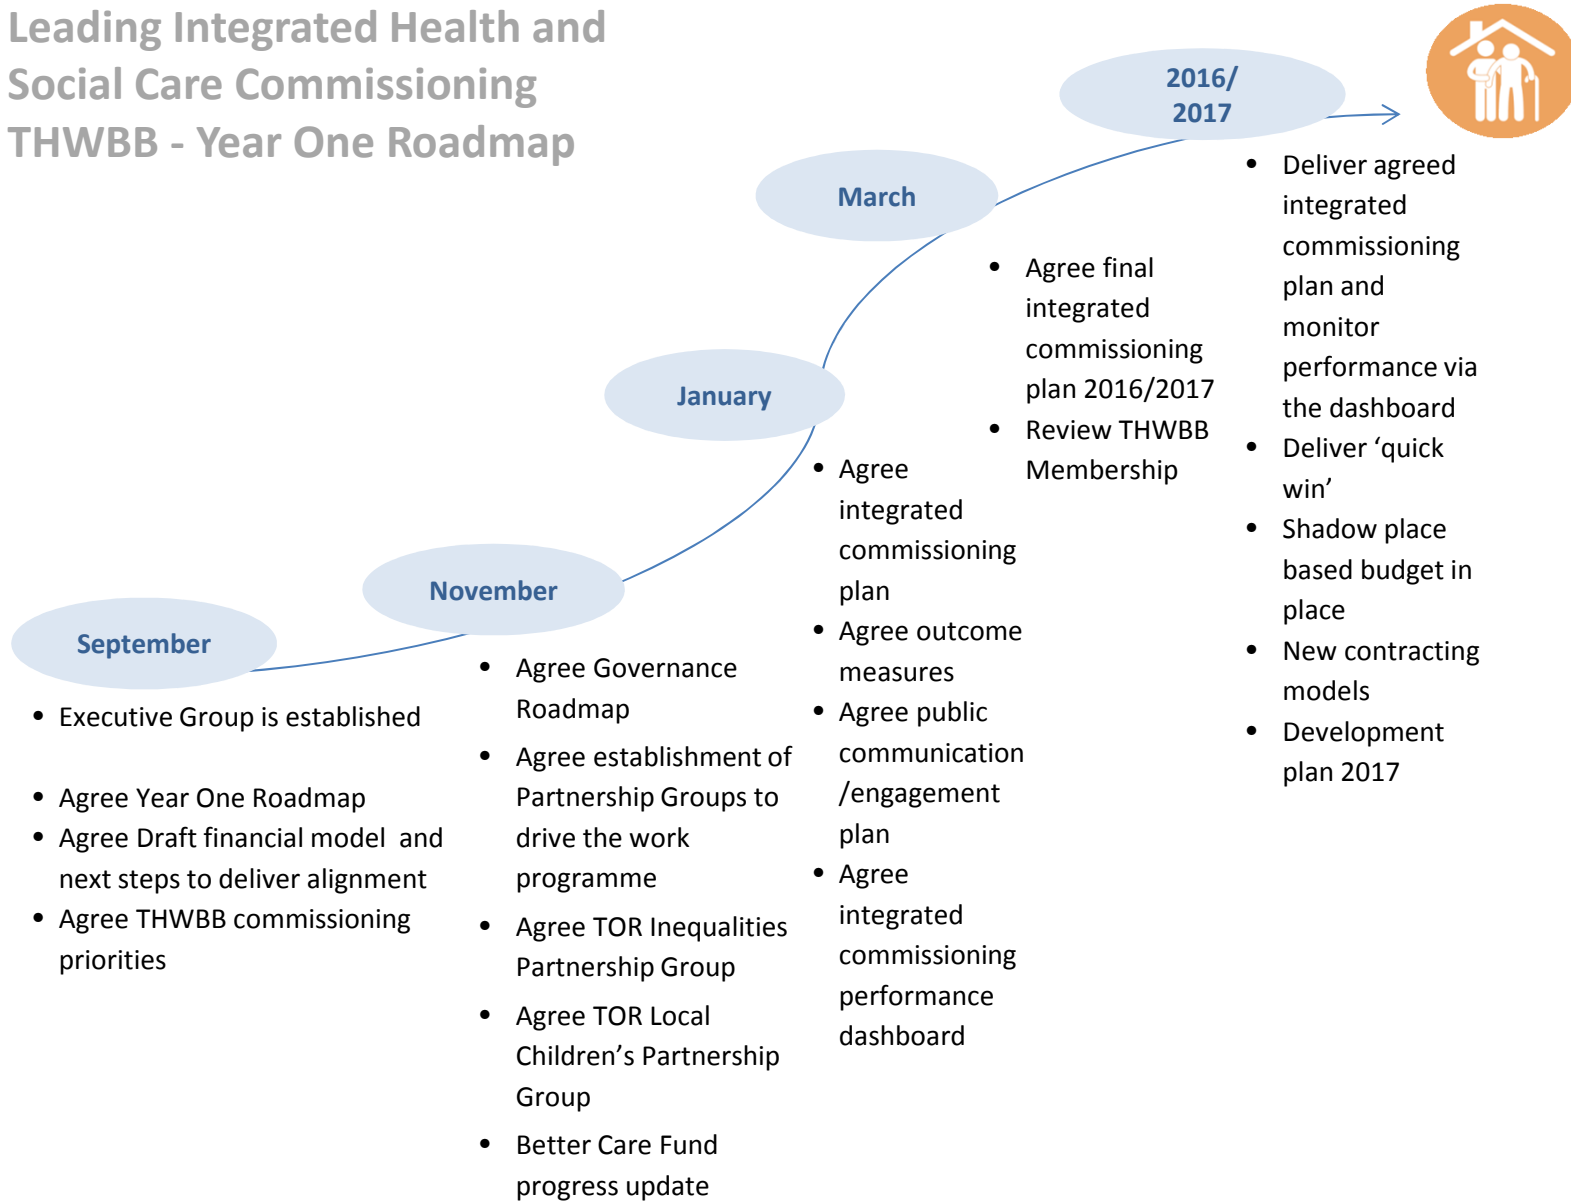 Leading Integrated Health and
Social Care Commissioning
THWBB - Year One Roadmap
September
• Executive Group is established
• Agree Year One Roadmap
• Agree Draft financial model  and
next steps to deliver alignment
• Agree THWBB commissioning
priorities
November
• Agree Governance
Roadmap
• Agree establishment of
Partnership Groups to
drive the work
programme
• Agree TOR Inequalities
Partnership Group
• Agree TOR Local
Children’s Partnership
Group
• Better Care Fund
progress update
January
• Agree
integrated
commissioning
plan
• Agree outcome
measures
• Agree public
communication
/engagement
plan
• Agree
integrated
commissioning
performance
dashboard
March
• Agree final
integrated
commissioning
plan 2016/2017
• Review THWBB
Membership
2016/
2017
• Deliver agreed
integrated
commissioning
plan and
monitor
performance via
the dashboard
• Deliver ‘quick
win’
• Shadow place
based budget in
place
• New contracting
models
• Development
plan 2017